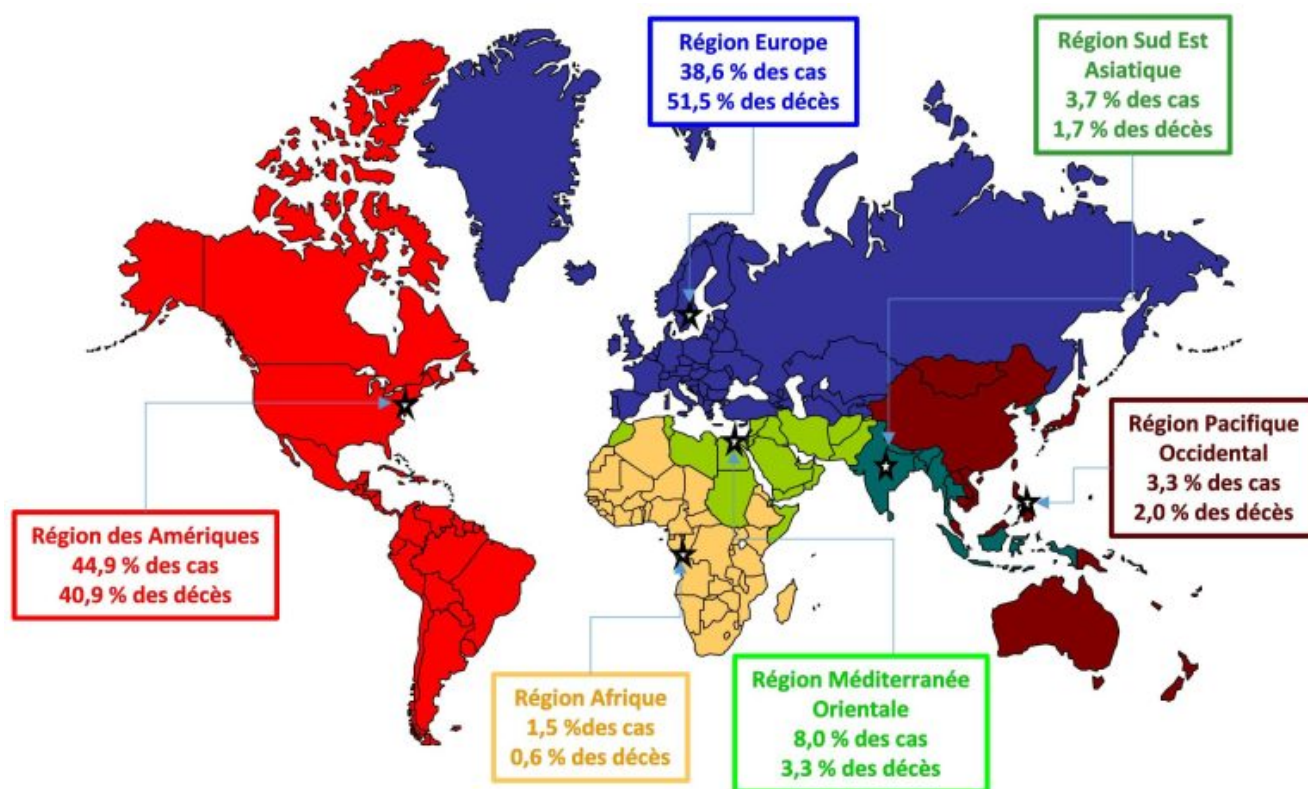 Région Europe
38,6 % des cas
51,5 % des décès
Région Sud Est
Asiatique
3,7 % des cas
1,7 % des décès
Région Pacifique
Occidental
3,3 % des cas
2,0 % des décès
Région des Amériques
44,9 % des cas
40,9 % des décès
Région Afrique
1,5 %des cas
0,6 % des décès
Région Méditerranée
Orientale
8,0 % des cas
3,3 % des décès